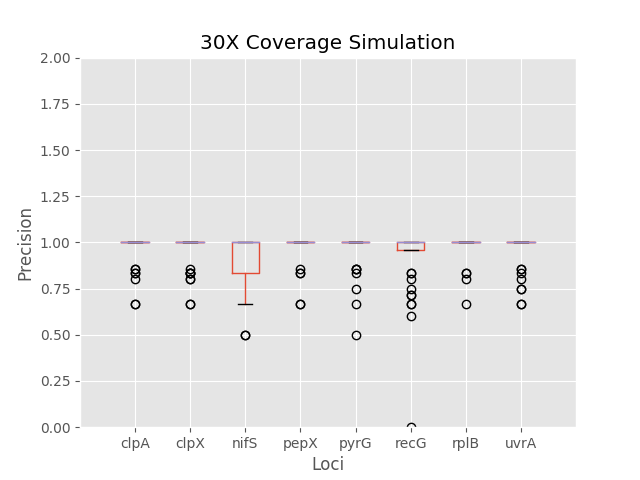 30X Coverage Simulation
2.00
1.75
1.50
1.25
1.00
0.75
0.50
0.25
0.00
Precision
clpA clpX nifS pepX pyrG recG rplB uvrA
Loci